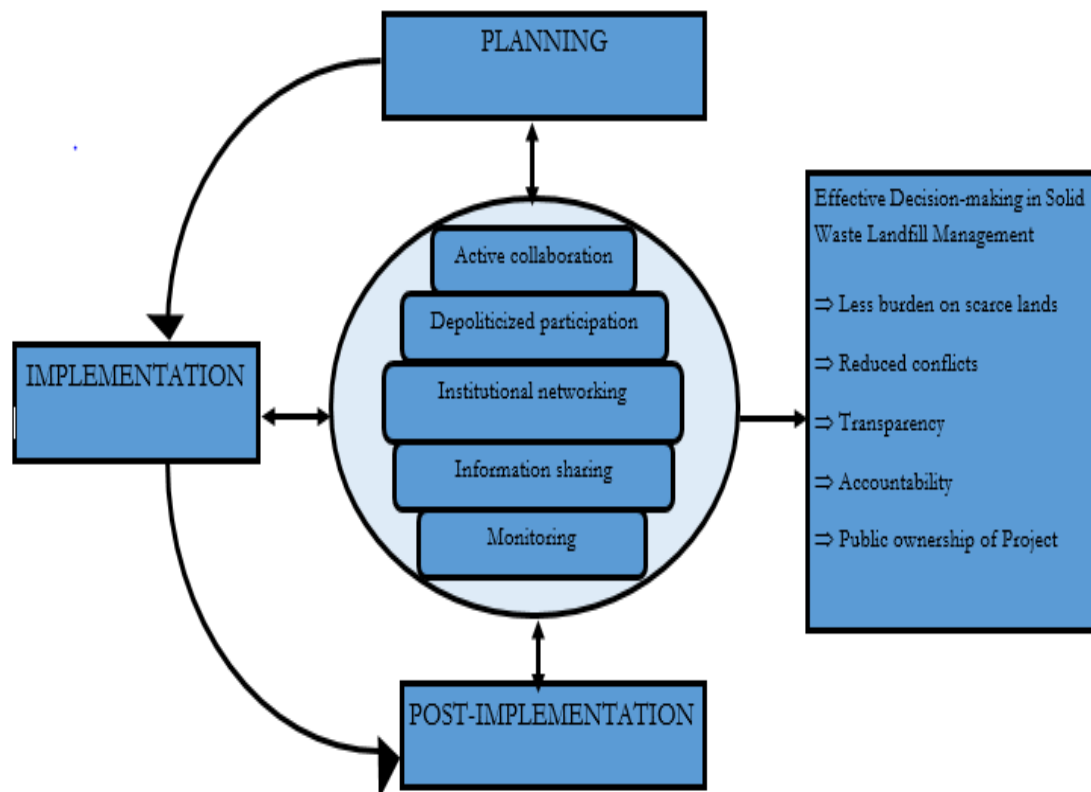 PLANNING
Effective Decision-making in Solid
Waste Landfill Management
⇒ Less burden on scarce lands
⇒ Reduced conflicts
⇒ Transparency
⇒ Accountability
⇒ Public ownership of Project
Active collaboration
Depoliticized participation
Institutional networking
Information sharing
Monitoring
IMPLEMENTATION
POST-IMPLEMENTATION